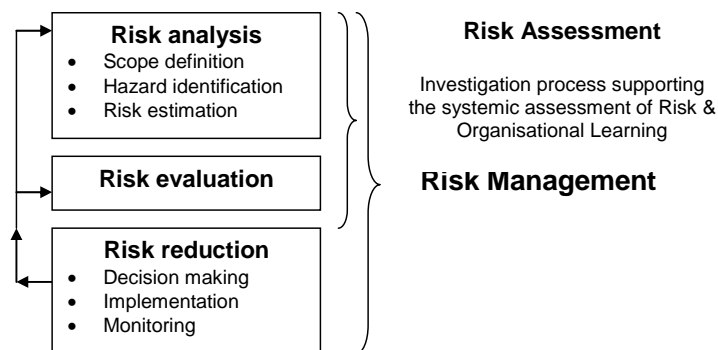 Risk analysis
• Scope definition
• Hazard identification
• Risk estimation
Risk evaluation
Risk reduction
• Decision making
• Implementation
• Monitoring
Risk Assessment
Investigation process supporting
the systemic assessment of Risk &
Organisational Learning
Risk Management